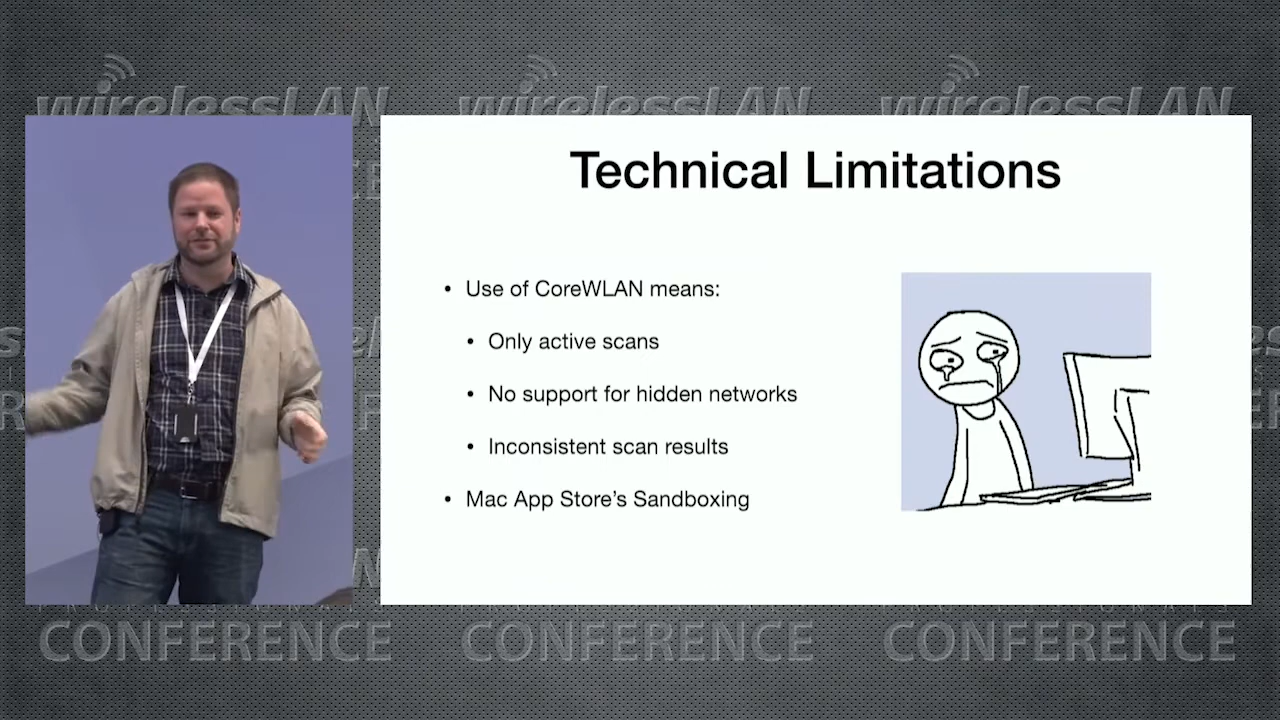 wirelessLAN wirelessLAN wirelessLAN
Technical Limitations
• Use of CoreWLAN means:
• Only active scans
• No support for hidden networks
• Inconsistent scan results
• Mac App Store’s Sandboxing
CONFERENCE CONFERENCE CONFERENCE